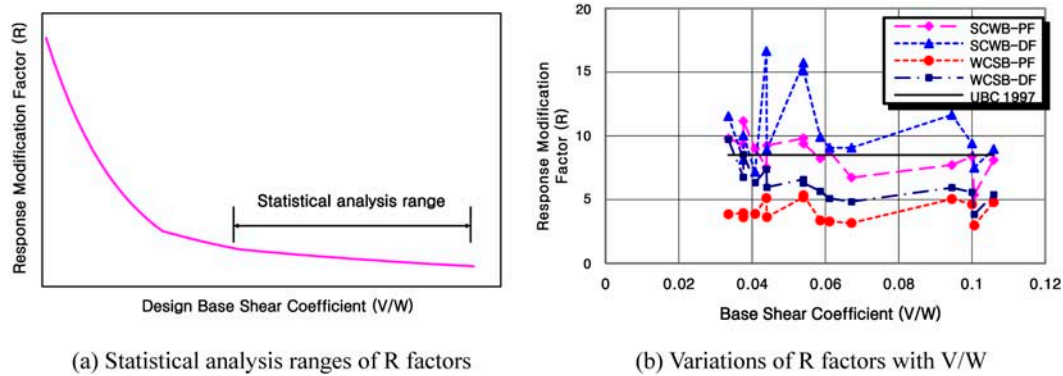 Response Modification Factor (R)
Statistical analysis range
Design Base Shear Coefficient (V/W)
(a) Statistical analysis ranges of R factors
Response Modification
Factor (R)
20
15
10
5
0
0
0.02
0.04
0.06
0.08
0.1
0.12
SCWB-PF
SCWB-DF
WCSB-PF
WCSB-DF
UBC 1997
Base Shear Coefficient (V/W)
(b) Variations of R factors with V/W